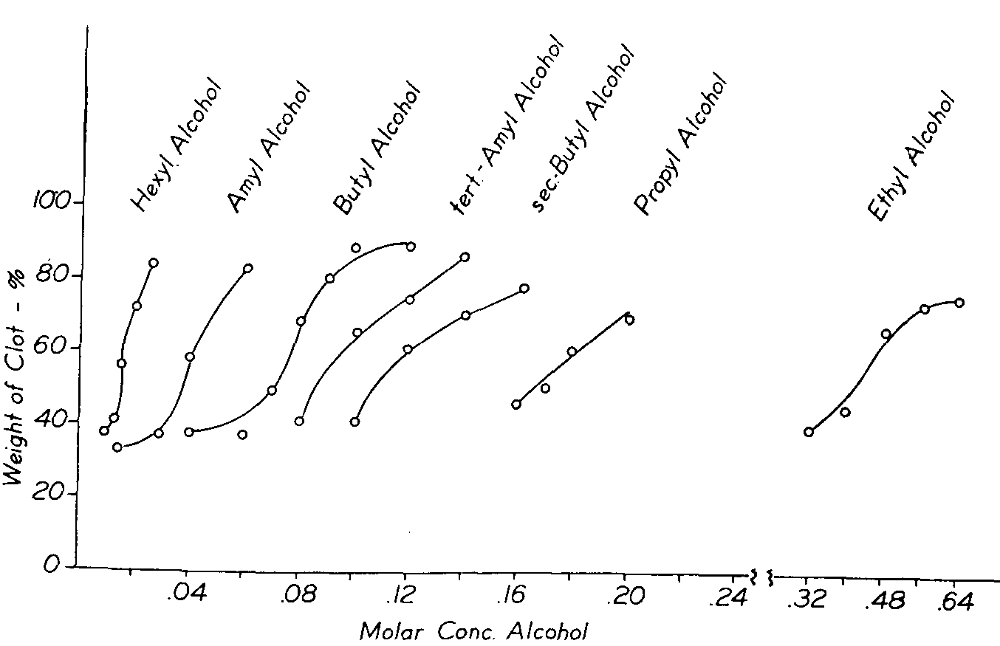 Hexyl Alcohol
Amyl Alcohol
Butyl Alcohol
tert.-Amyl Alcohol
sec.-Butyl Alcohol
Propyl Alcohol
Ethyl Alcohol
Weight of Clot - %
100
80
60
40
20
0
.04 .08 .12 .16 .20 .24 .32 .48 .64
Molar Conc. Alcohol